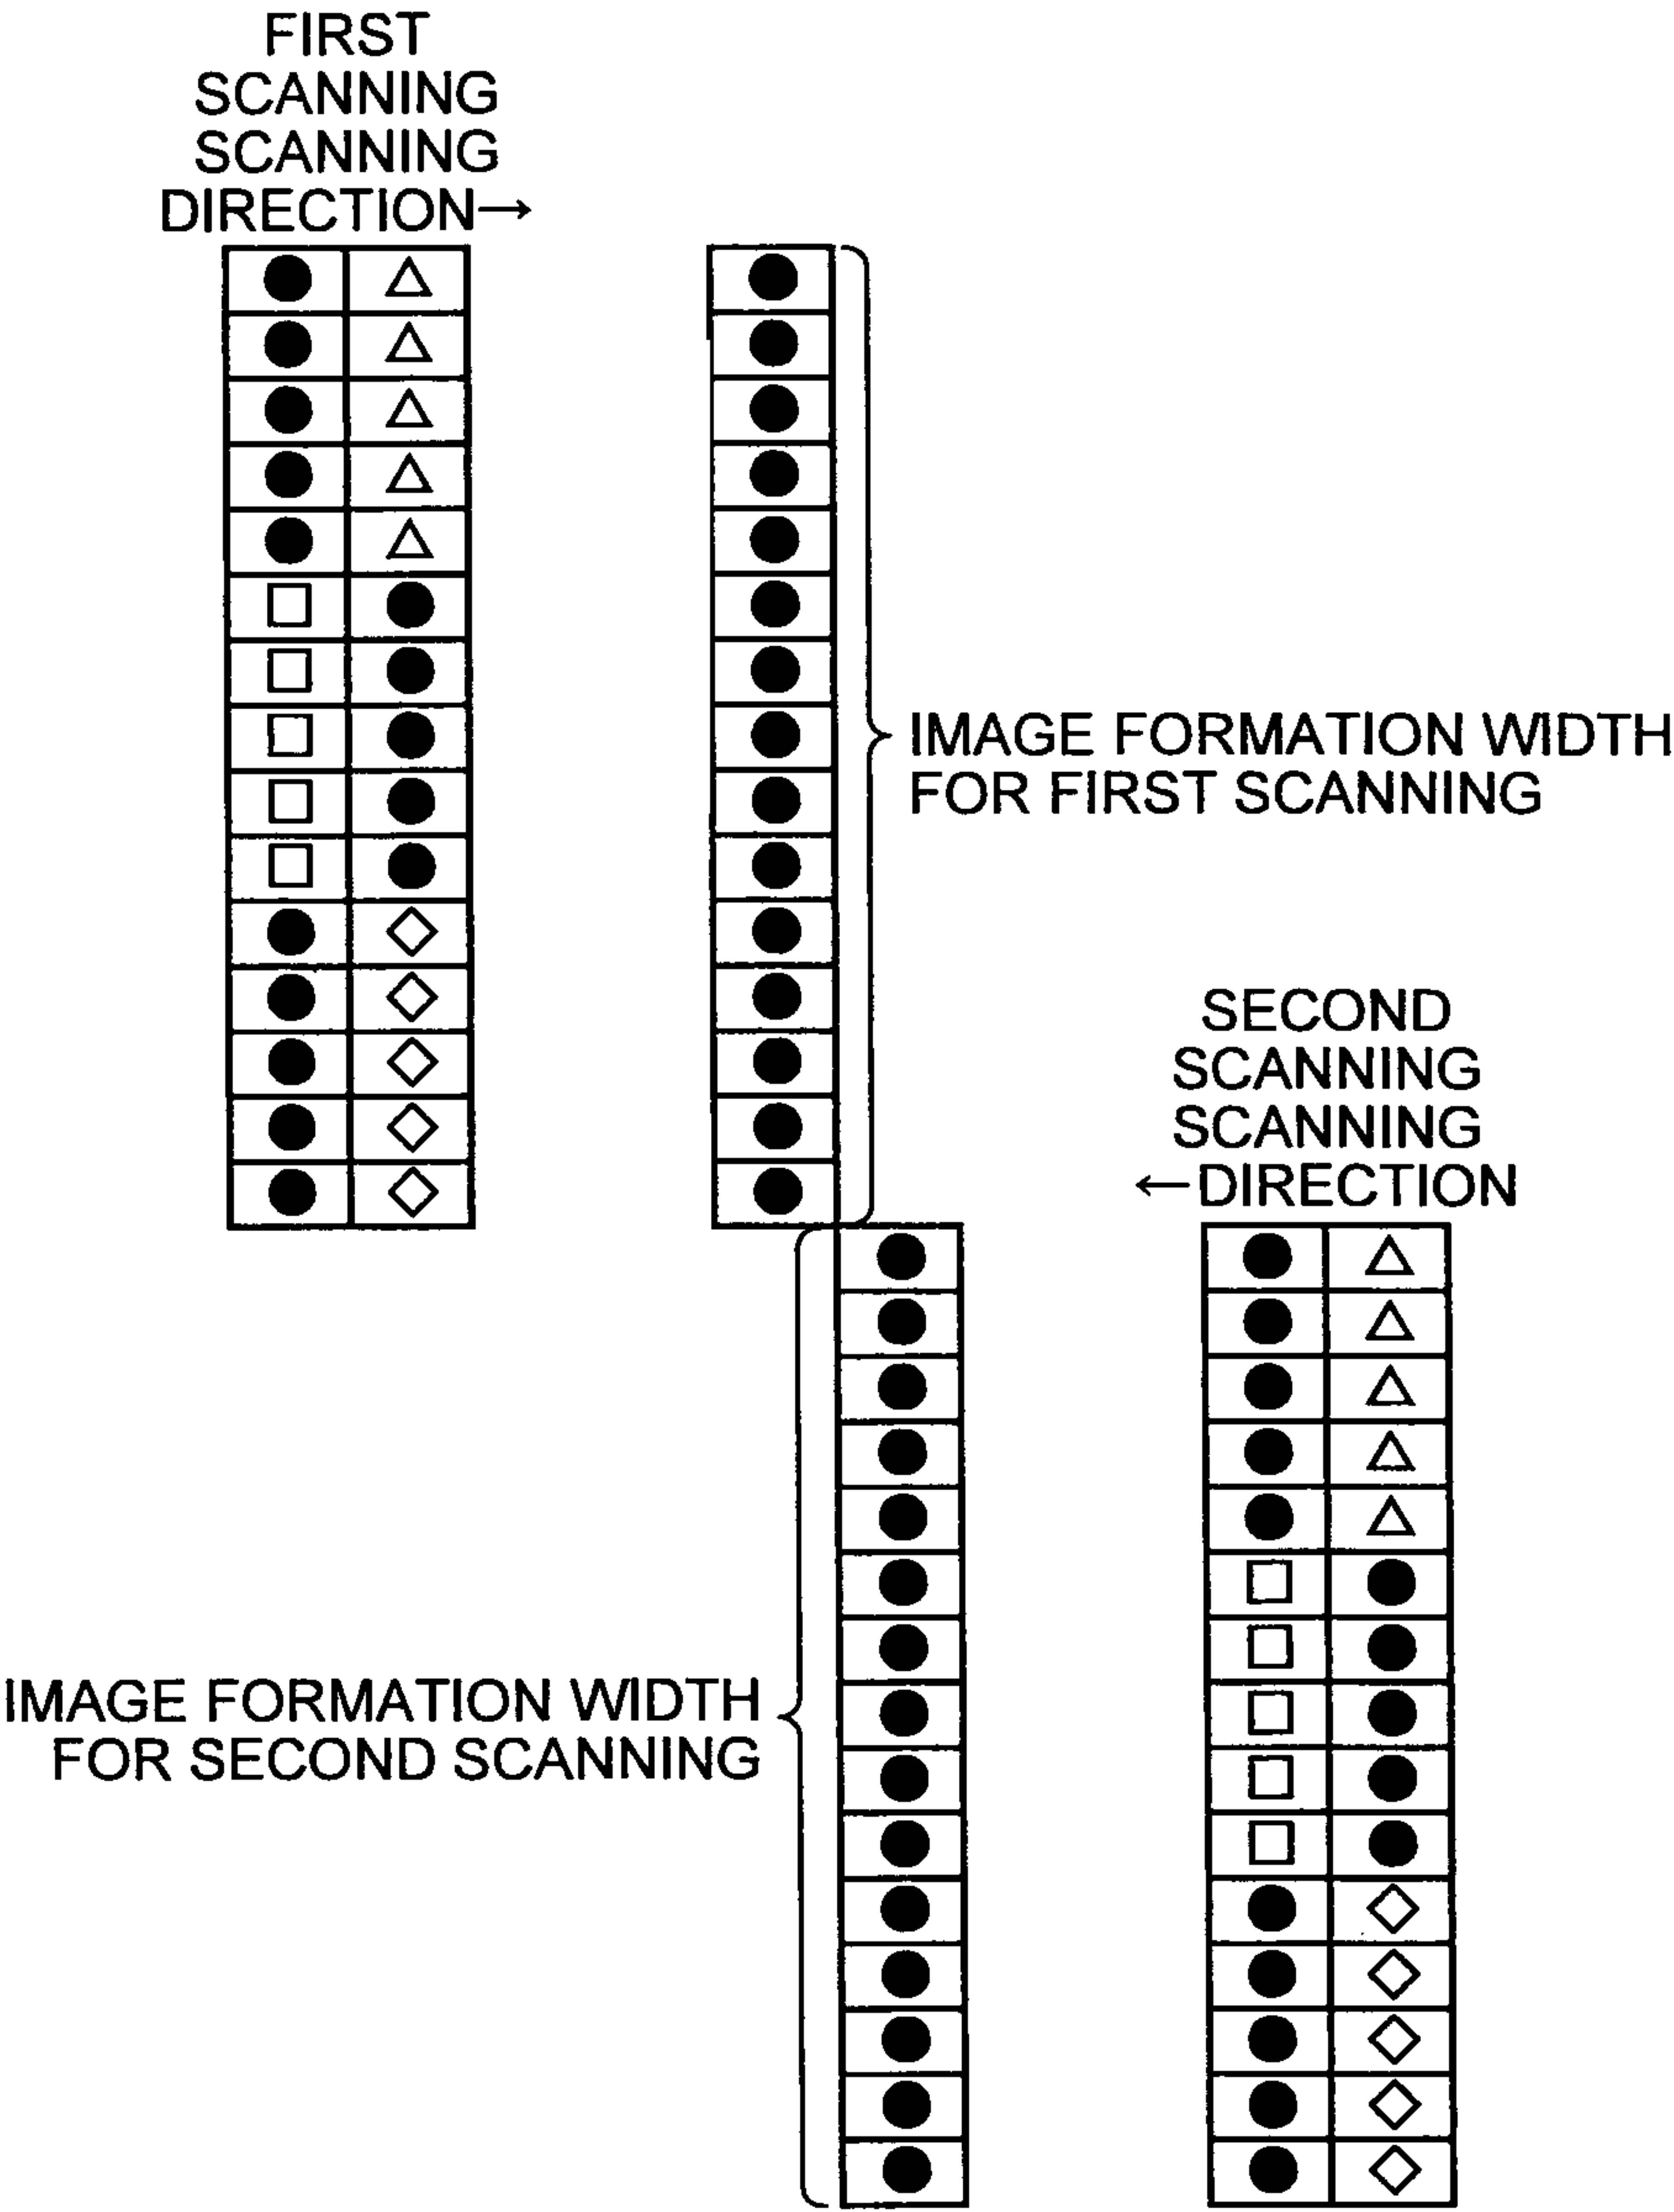 FIRST
SCANNING
SCANNING
DIRECTION→
IMAGE FORMATION WIDTH
FOR FIRST SCANNING
SECOND
SCANNING
SCANNING
←DIRECTION
IMAGE FORMATION WIDTH
FOR SECOND SCANNING